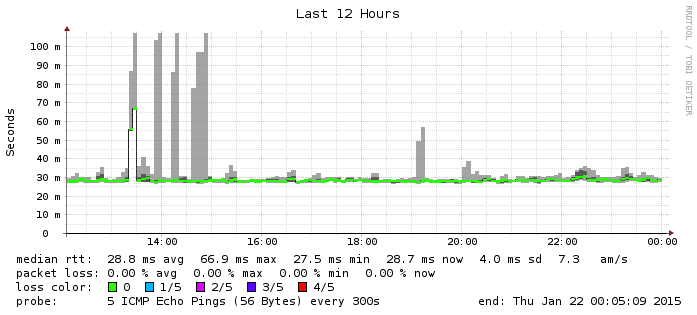 Last 12 Hours
RRDTOOL / TOBI OETIKER
Seconds
100 m
90 m
80 m
70 m
60 m
50 m
40 m
30 m
20 m
10 m
0
14:00 16:00 18:00 20:00 22:00 00:00
median rtt: 28.8 ms avg 66.9 ms max 27.5 ms min 28.7 ms now 4.0 ms sd 7.3 am/s
packet loss: 0.00 % avg 0.00 % max 0.00 % min 0.00 % now
loss color: 0 1/5 2/5 3/5 4/5
probe: 5 ICMP Echo Pings (56 Bytes) every 300s end: Thu Jan 22 00:05:09 2015